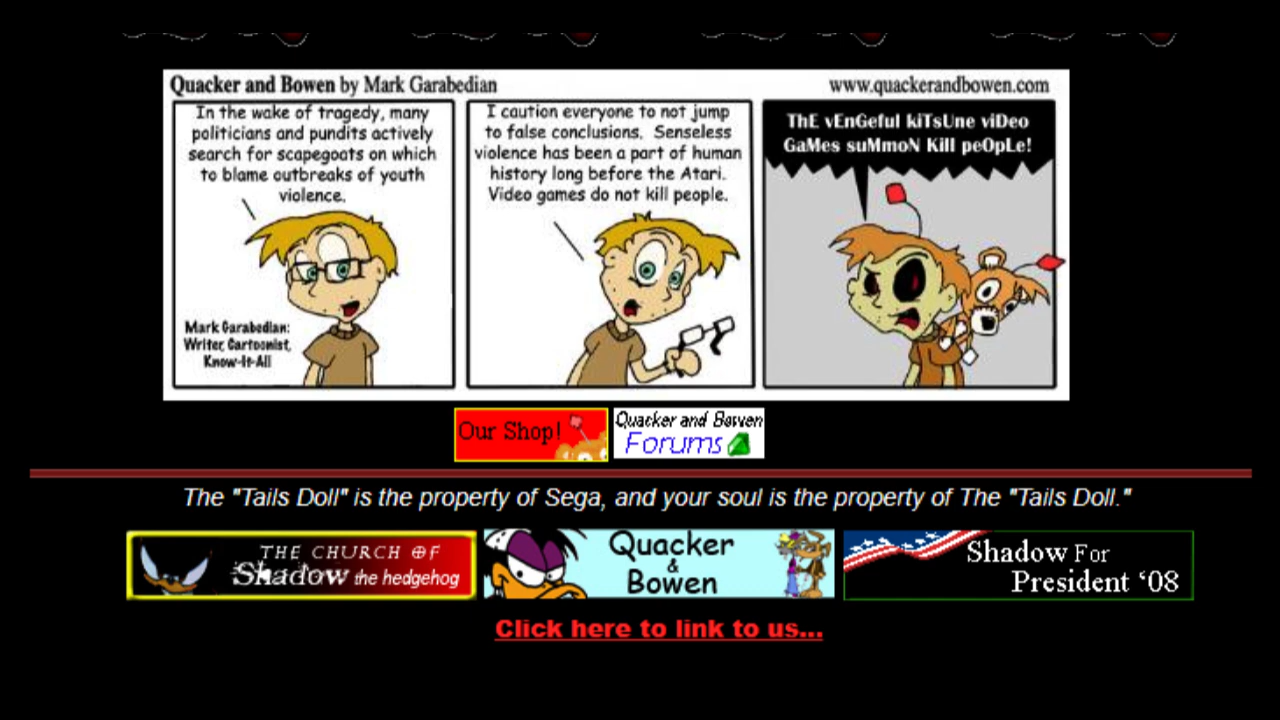 Quacker and Bowen by Mark Garabedian
www.quackerandbowen.com
In the wake of tragedy, many
politicians and pundits actively
search for scapegoats on which
to blame outbreaks of youth
violence.
Mark Garabedian:
Writer, Cartoonist,
Know-It-All
I caution everyone to not jump
to false conclusions. Senseless
violence has been a part of human
history long before the Atari.
Video games do not kill people.
ThE vEnGeful kiTsUne viDeo
GaMes suMmoN Kill peOpLe!
Our Shop!
Quacker and Bowen
Forums
The "Tails Doll" is the property of Sega, and your soul is the property of The "Tails Doll."
THE CHURCH OF
Shadow the hedgehog
Quacker
&
Bowen
Shadow For
President ‘08
Click here to link to us...